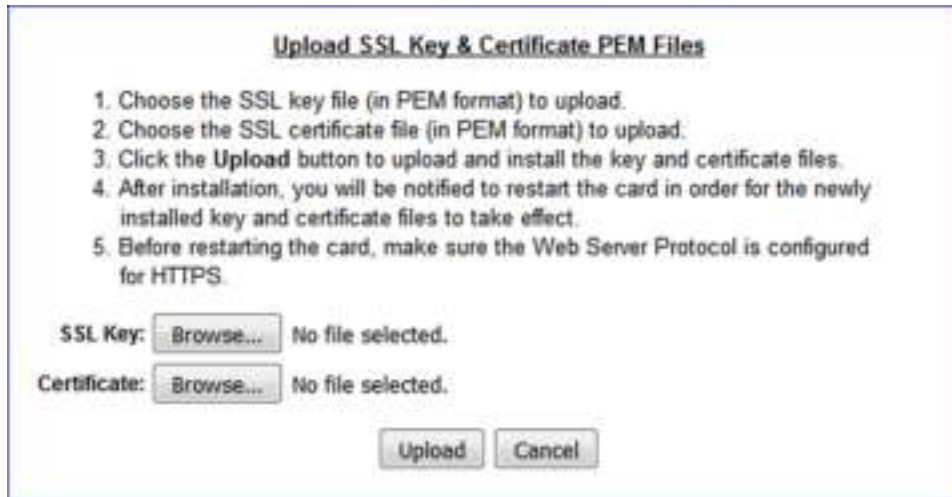 Upload SSL Key & Certificate PEM Files
1. Choose the SSL key file (in PEM format) to upload.
2. Choose the SSL certificate file (in PEM format) to upload.
3. Click the Upload button to upload and install the key and certificate files.
4. After installation, you will be notified to restart the card in order for the newly
installed key and certificate files to take effect.
5. Before restarting the card, make sure the Web Server Protocol is configured
for HTTPS.
SSL Key: Browse... No file selected.
Certificate: Browse... No file selected.
Upload Cancel